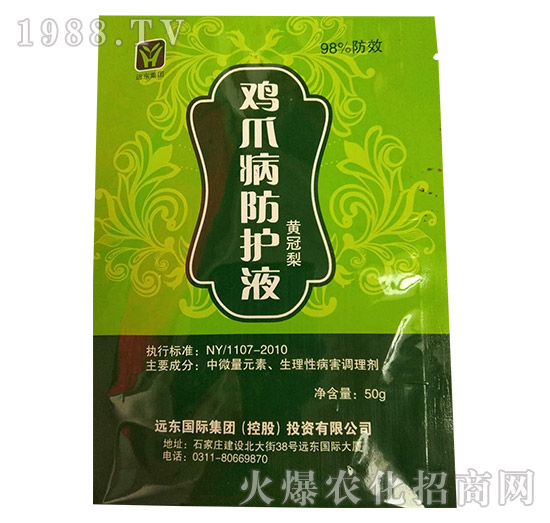 1988.TV
98%防效
远东集团
鸡爪病防护液
黄冠梨
执行标准：NY/1107-2010
主要成分：中微量元素、生理性病害调理剂
净含量：50g
远东国际集团（控股）投资有限公司
地址：石家庄建设北大街38号远东国际大厦
电话：0311-80669870
火爆农化招商网